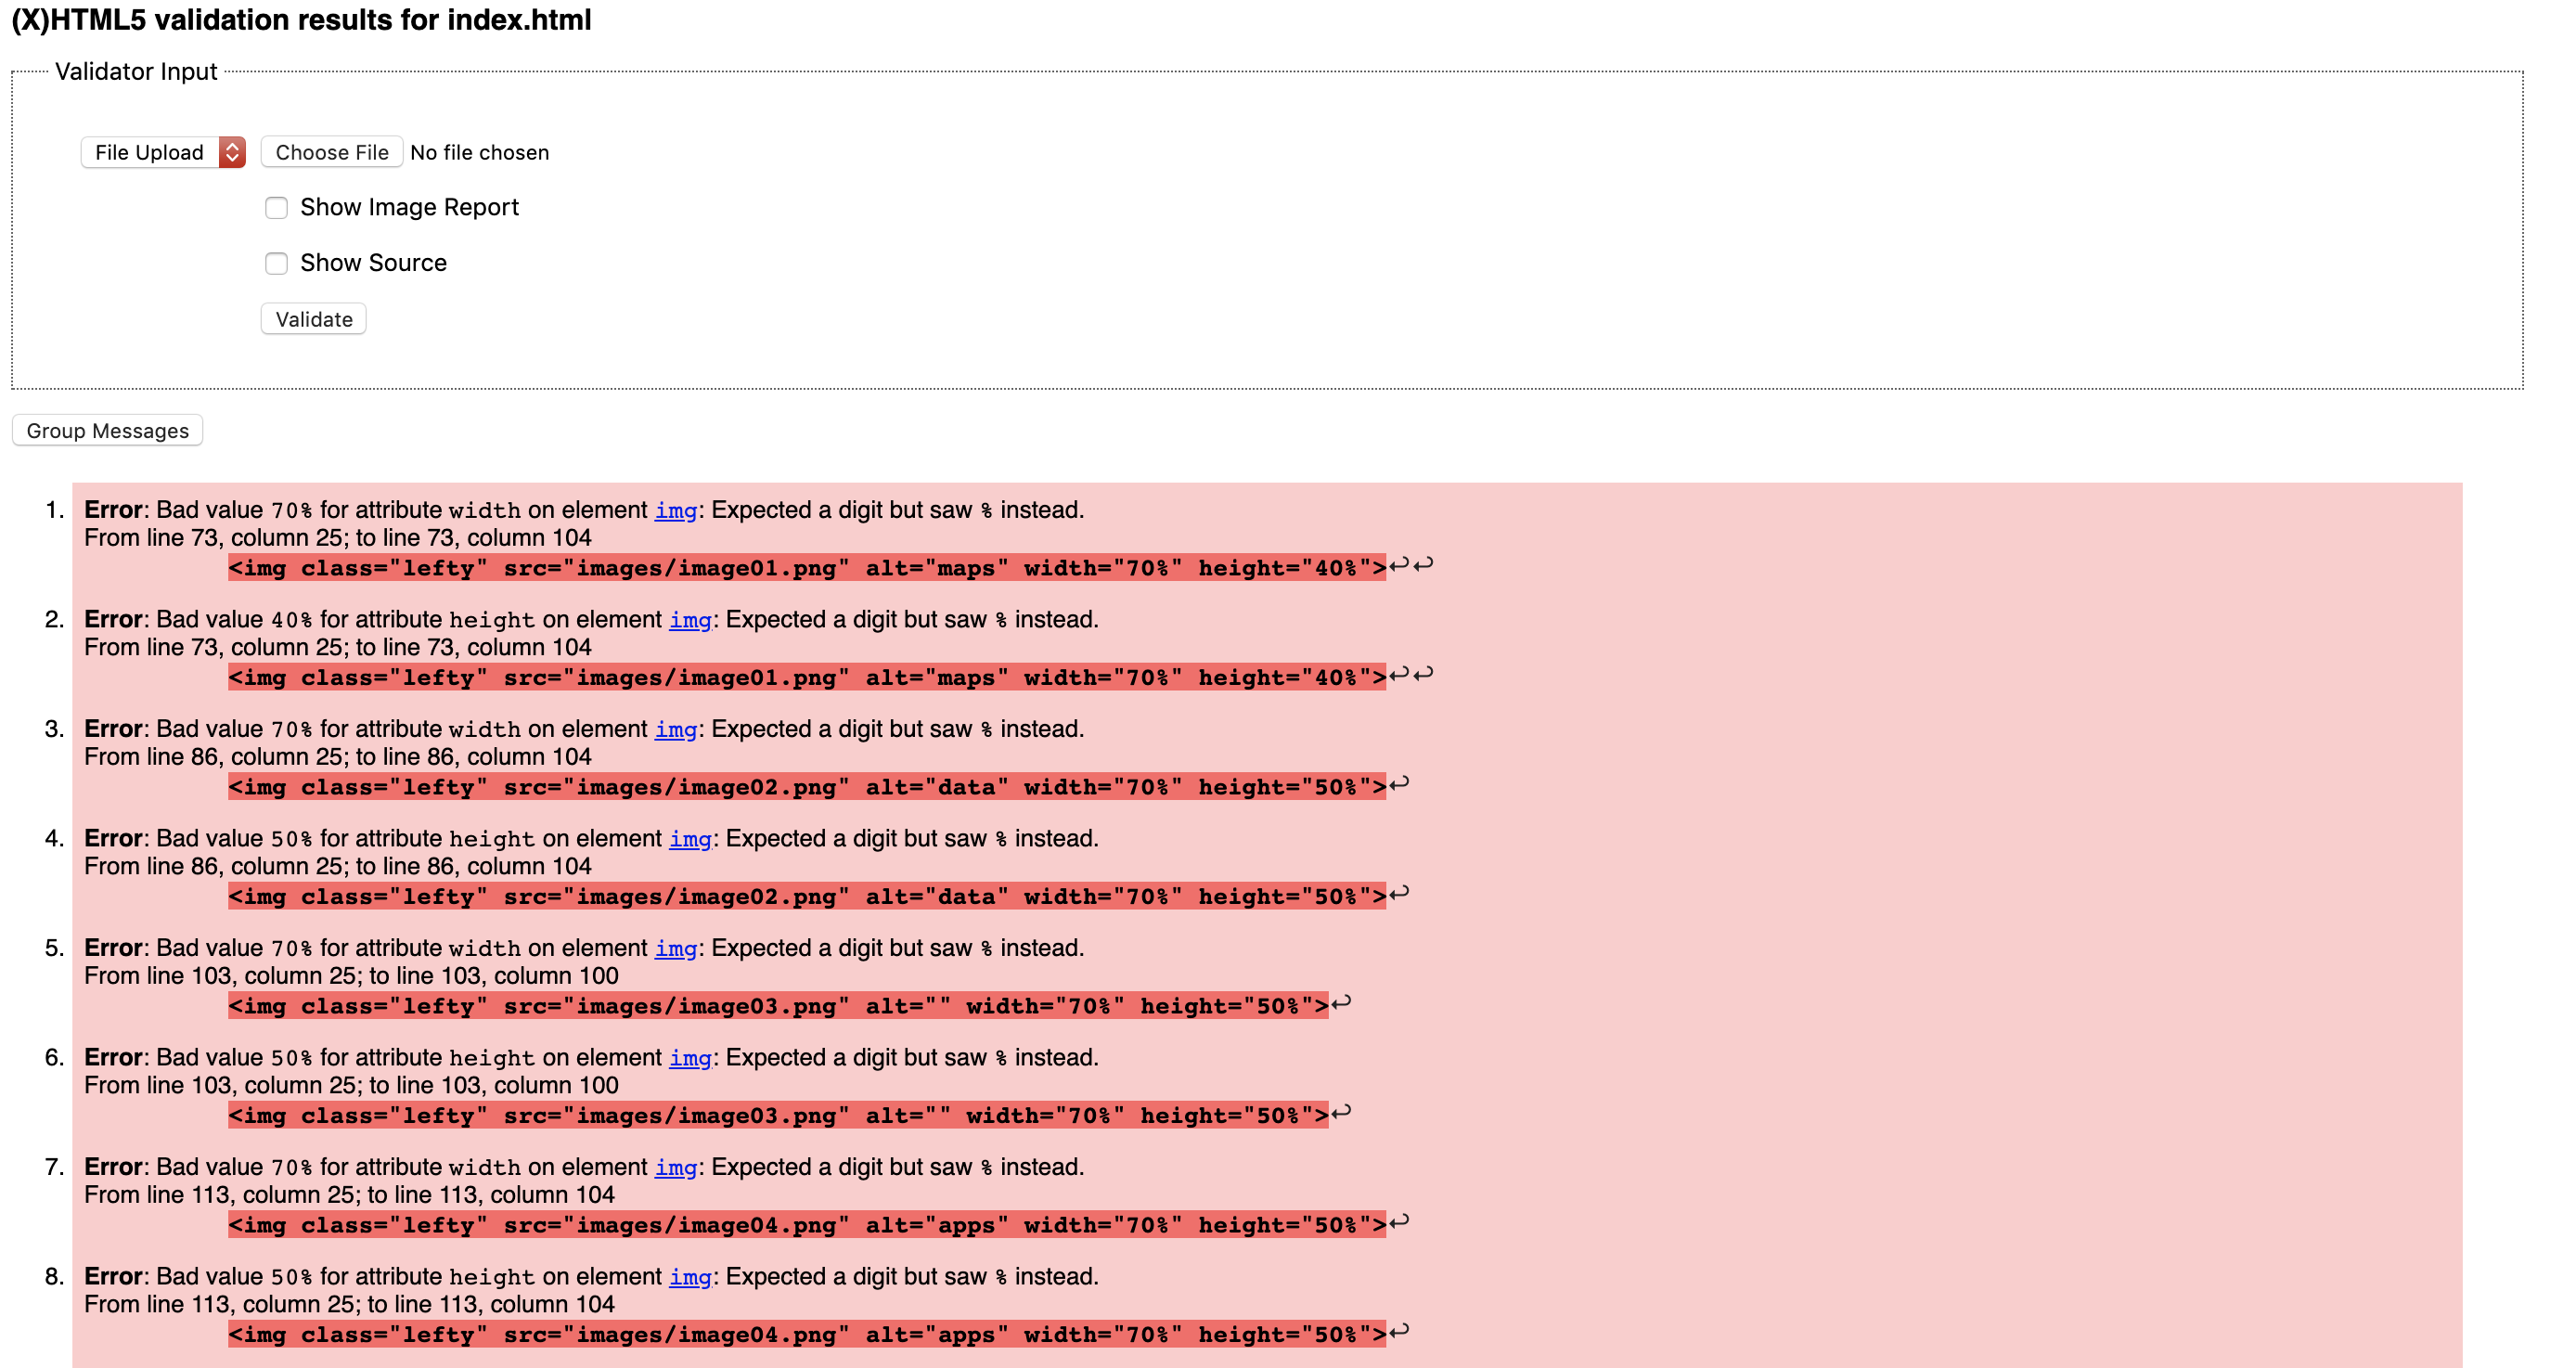 (X)HTML5 validation results for index.html
Validator Input
File Upload Choose File No file chosen
Show Image Report
Show Source
Validate
Group Messages
1. Error: Bad value 70% for attribute width on element img: Expected a digit but saw % instead.
From line 73, column 25; to line 73, column 104
<img class="lefty" src="images/image01.png" alt="maps" width="70%" height="40%">↩↩
2. Error: Bad value 40% for attribute height on element img: Expected a digit but saw % instead.
From line 73, column 25; to line 73, column 104
<img class="lefty" src="images/image01.png" alt="maps" width="70%" height="40%">↩↩
3. Error: Bad value 70% for attribute width on element img: Expected a digit but saw % instead.
From line 86, column 25; to line 86, column 104
<img class="lefty" src="images/image02.png" alt="data" width="70%" height="50%">↩
4. Error: Bad value 50% for attribute height on element img: Expected a digit but saw % instead.
From line 86, column 25; to line 86, column 104
<img class="lefty" src="images/image02.png" alt="data" width="70%" height="50%">↩
5. Error: Bad value 70% for attribute width on element img: Expected a digit but saw % instead.
From line 103, column 25; to line 103, column 100
<img class="lefty" src="images/image03.png" alt="" width="70%" height="50%">↩
6. Error: Bad value 50% for attribute height on element img: Expected a digit but saw % instead.
From line 103, column 25; to line 103, column 100
<img class="lefty" src="images/image03.png" alt="" width="70%" height="50%">↩
7. Error: Bad value 70% for attribute width on element img: Expected a digit but saw % instead.
From line 113, column 25; to line 113, column 104
<img class="lefty" src="images/image04.png" alt="apps" width="70%" height="50%">↩
8. Error: Bad value 50% for attribute height on element img: Expected a digit but saw % instead.
From line 113, column 25; to line 113, column 104
<img class="lefty" src="images/image04.png" alt="apps" width="70%" height="50%">↩